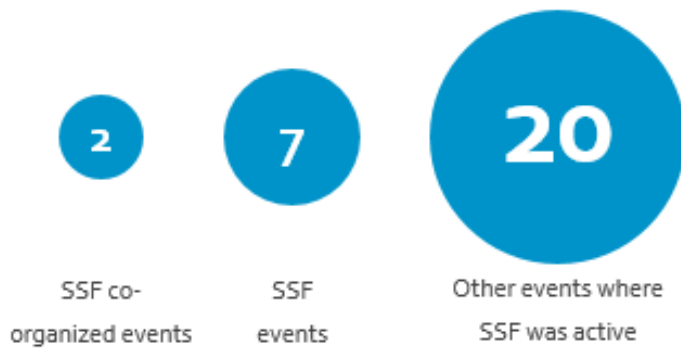 2
7
20
SSF co-
organized events
SSF
events
Other events where
SSF was active